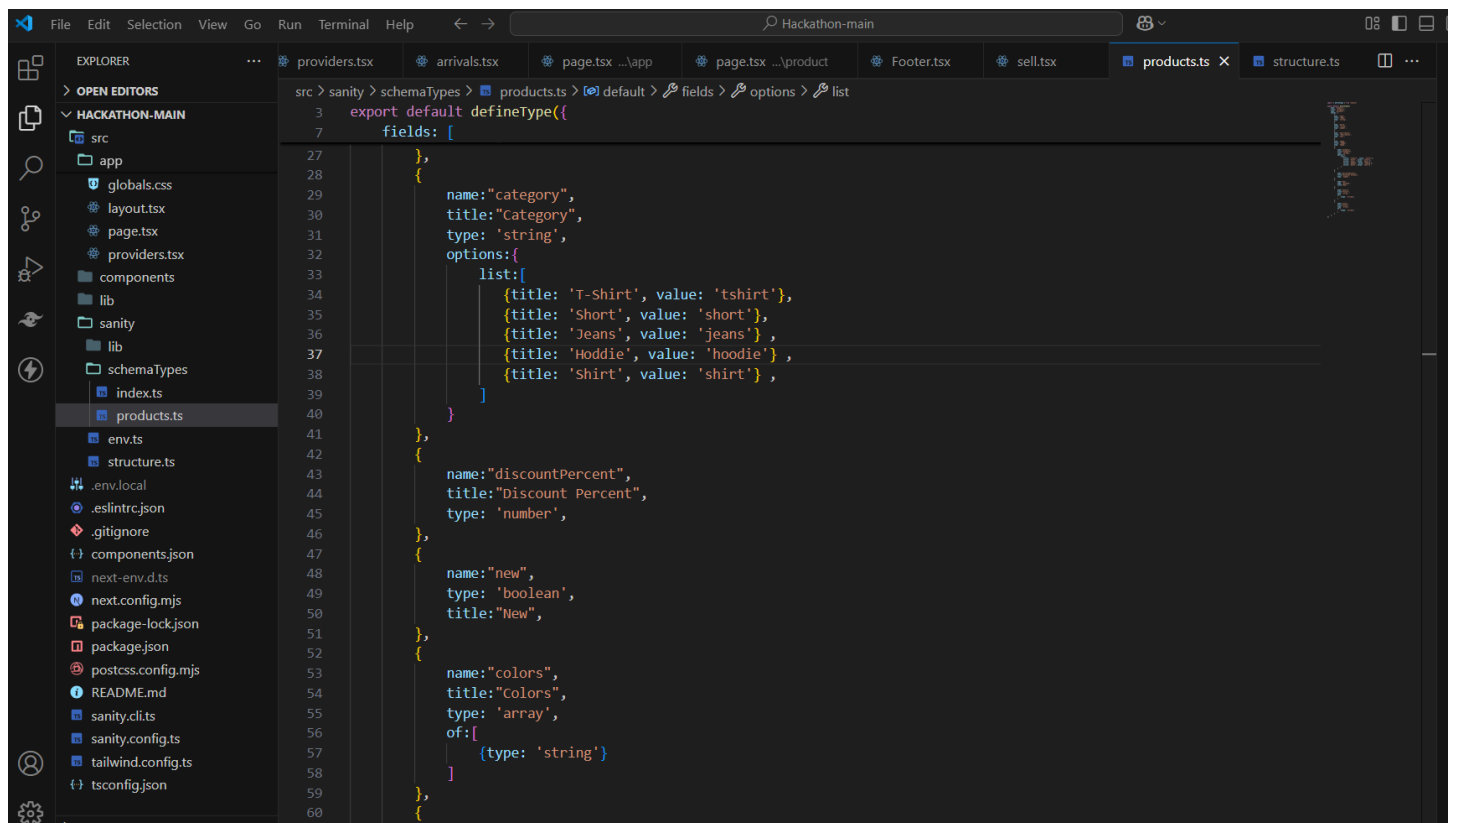 File Edit Selection View Go Run Terminal Help
Hackathon-main
EXPLORER
providers.tsx
arrivals.tsx
page.tsx ...\app
page.tsx ...\product
Footer.tsx
sell.tsx
products.ts
structure.ts
OPEN EDITORS
HACKATHON-MAIN
src
app
globals.css
layout.tsx
page.tsx
providers.tsx
components
lib
sanity
lib
schemaTypes
index.ts
products.ts
env.ts
structure.ts
.env.local
.eslintrc.json
.gitignore
components.json
next-env.d.ts
next.config.mjs
package-lock.json
package.json
postcss.config.mjs
README.md
sanity.cli.ts
sanity.config.ts
tailwind.config.ts
tsconfig.json
src > sanity > schemaTypes > products.ts > default > fields > options > list
3 export default defineType({
7 fields: [
27 },
28 {
29 name:"category",
30 title:"Category",
31 type: 'string',
32 options:{
33 list:[
34 {title: 'T-Shirt', value: 'tshirt'},
35 {title: 'Short', value: 'short'},
36 {title: 'Jeans', value: 'jeans'} ,
37 {title: 'Hoddie', value: 'hoodie'} ,
38 {title: 'Shirt', value: 'shirt'} ,
39 ]
40 }
41 },
42 {
43 name:"discountPercent",
44 title:"Discount Percent",
45 type: 'number',
46 },
47 {
48 name:"new",
49 type: 'boolean',
50 title:"New",
51 },
52 {
53 name:"colors",
54 title:"Colors",
55 type: 'array',
56 of:[
57 {type: 'string'}
58 ]
59 },
60 {